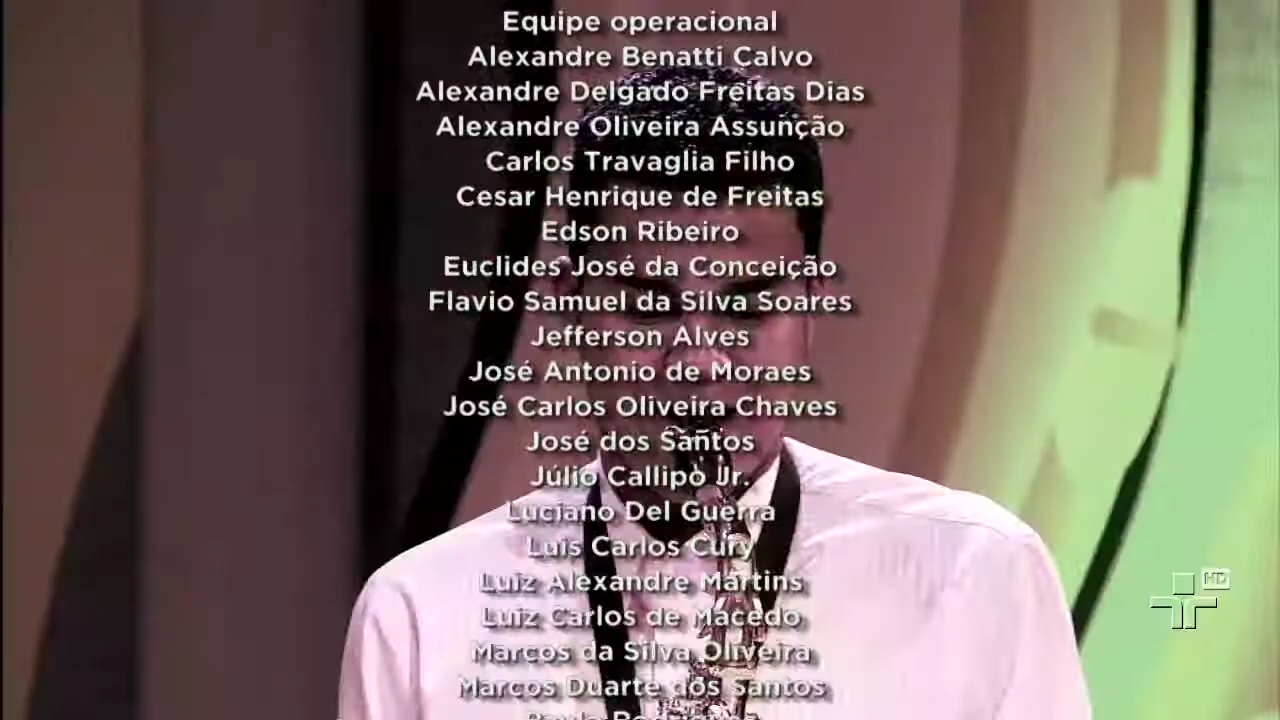 Equipe operacional
Alexandre Benatti Calvo
Alexandre Delgado Freitas Dias
Alexandre Oliveira Assunção
Carlos Travaglia Filho
Cesar Henrique de Freitas
Edson Ribeiro
Euclides José da Conceição
Flavio Samuel da Silva Soares
Jefferson Alves
José Antonio de Moraes
José Carlos Oliveira Chaves
José dos Santos
Júlio Callipo Jr.
Luciano Del Guerra
Luis Carlos Cury
Luiz Alexandre Martins
Luiz Carlos de Macedo
Marcos da Silva Oliveira
Marcos Duarte dos Santos
HD